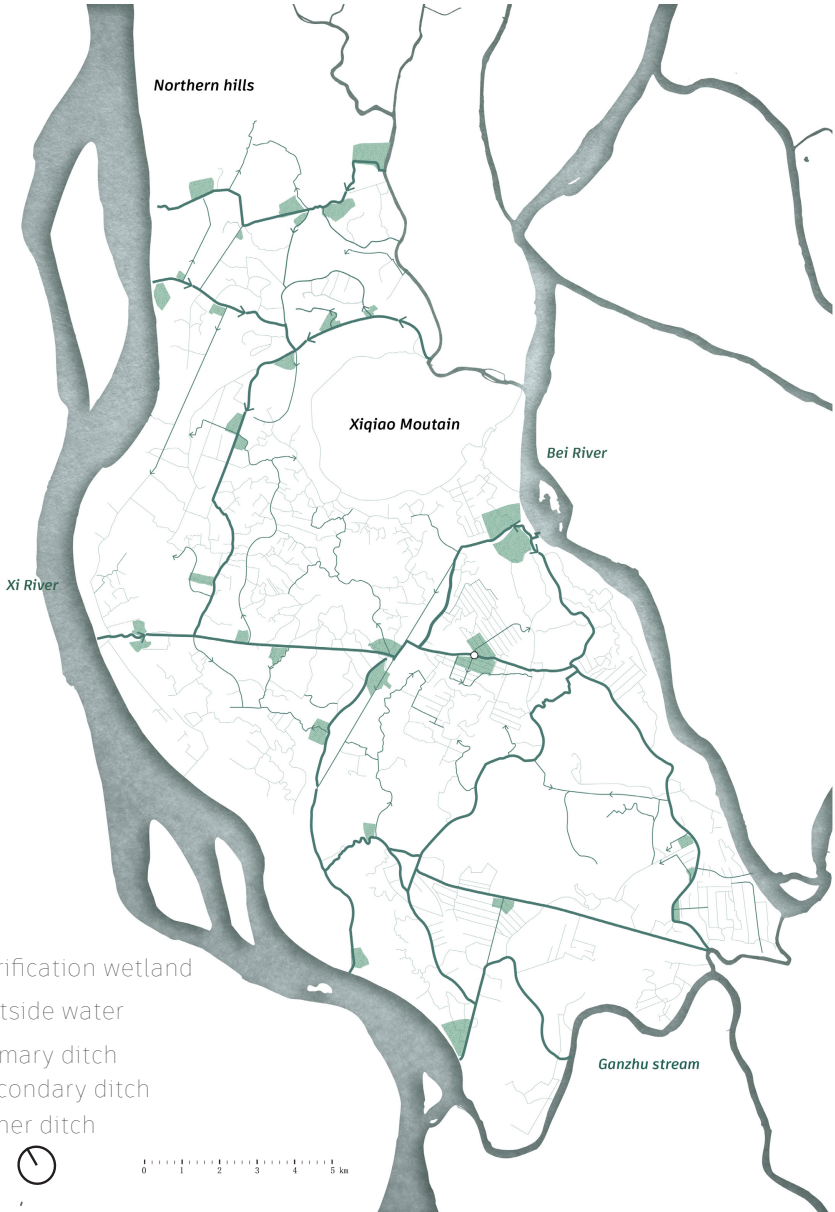 Northern hills
Xiqiao Moutain
Bei River
Xi River
rification wetland
tside water
mary ditch
condary ditch
her ditch
Ganzhu stream
0 1 2 3 4 5 km